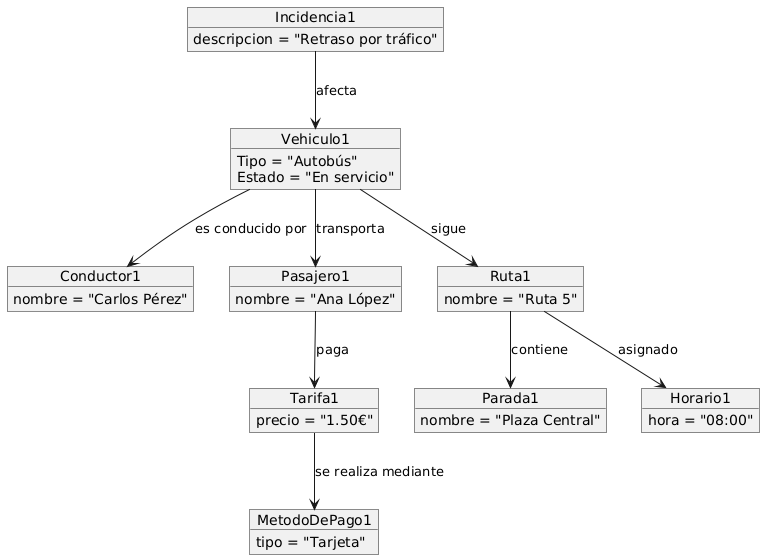 Incidencia1
descripcion = "Retraso por tráfico"
afecta
Vehiculo1
Tipo = "Autobús"
Estado = "En servicio"
es conducido por
transporta
sigue
Conductor1
nombre = "Carlos Pérez"
Pasajero1
nombre = "Ana López"
Ruta1
nombre = "Ruta 5"
paga
contiene
asignado
Tarifa1
precio = "1.50€"
Parada1
nombre = "Plaza Central"
Horario1
hora = "08:00"
se realiza mediante
MetodoDePago1
tipo = "Tarjeta"